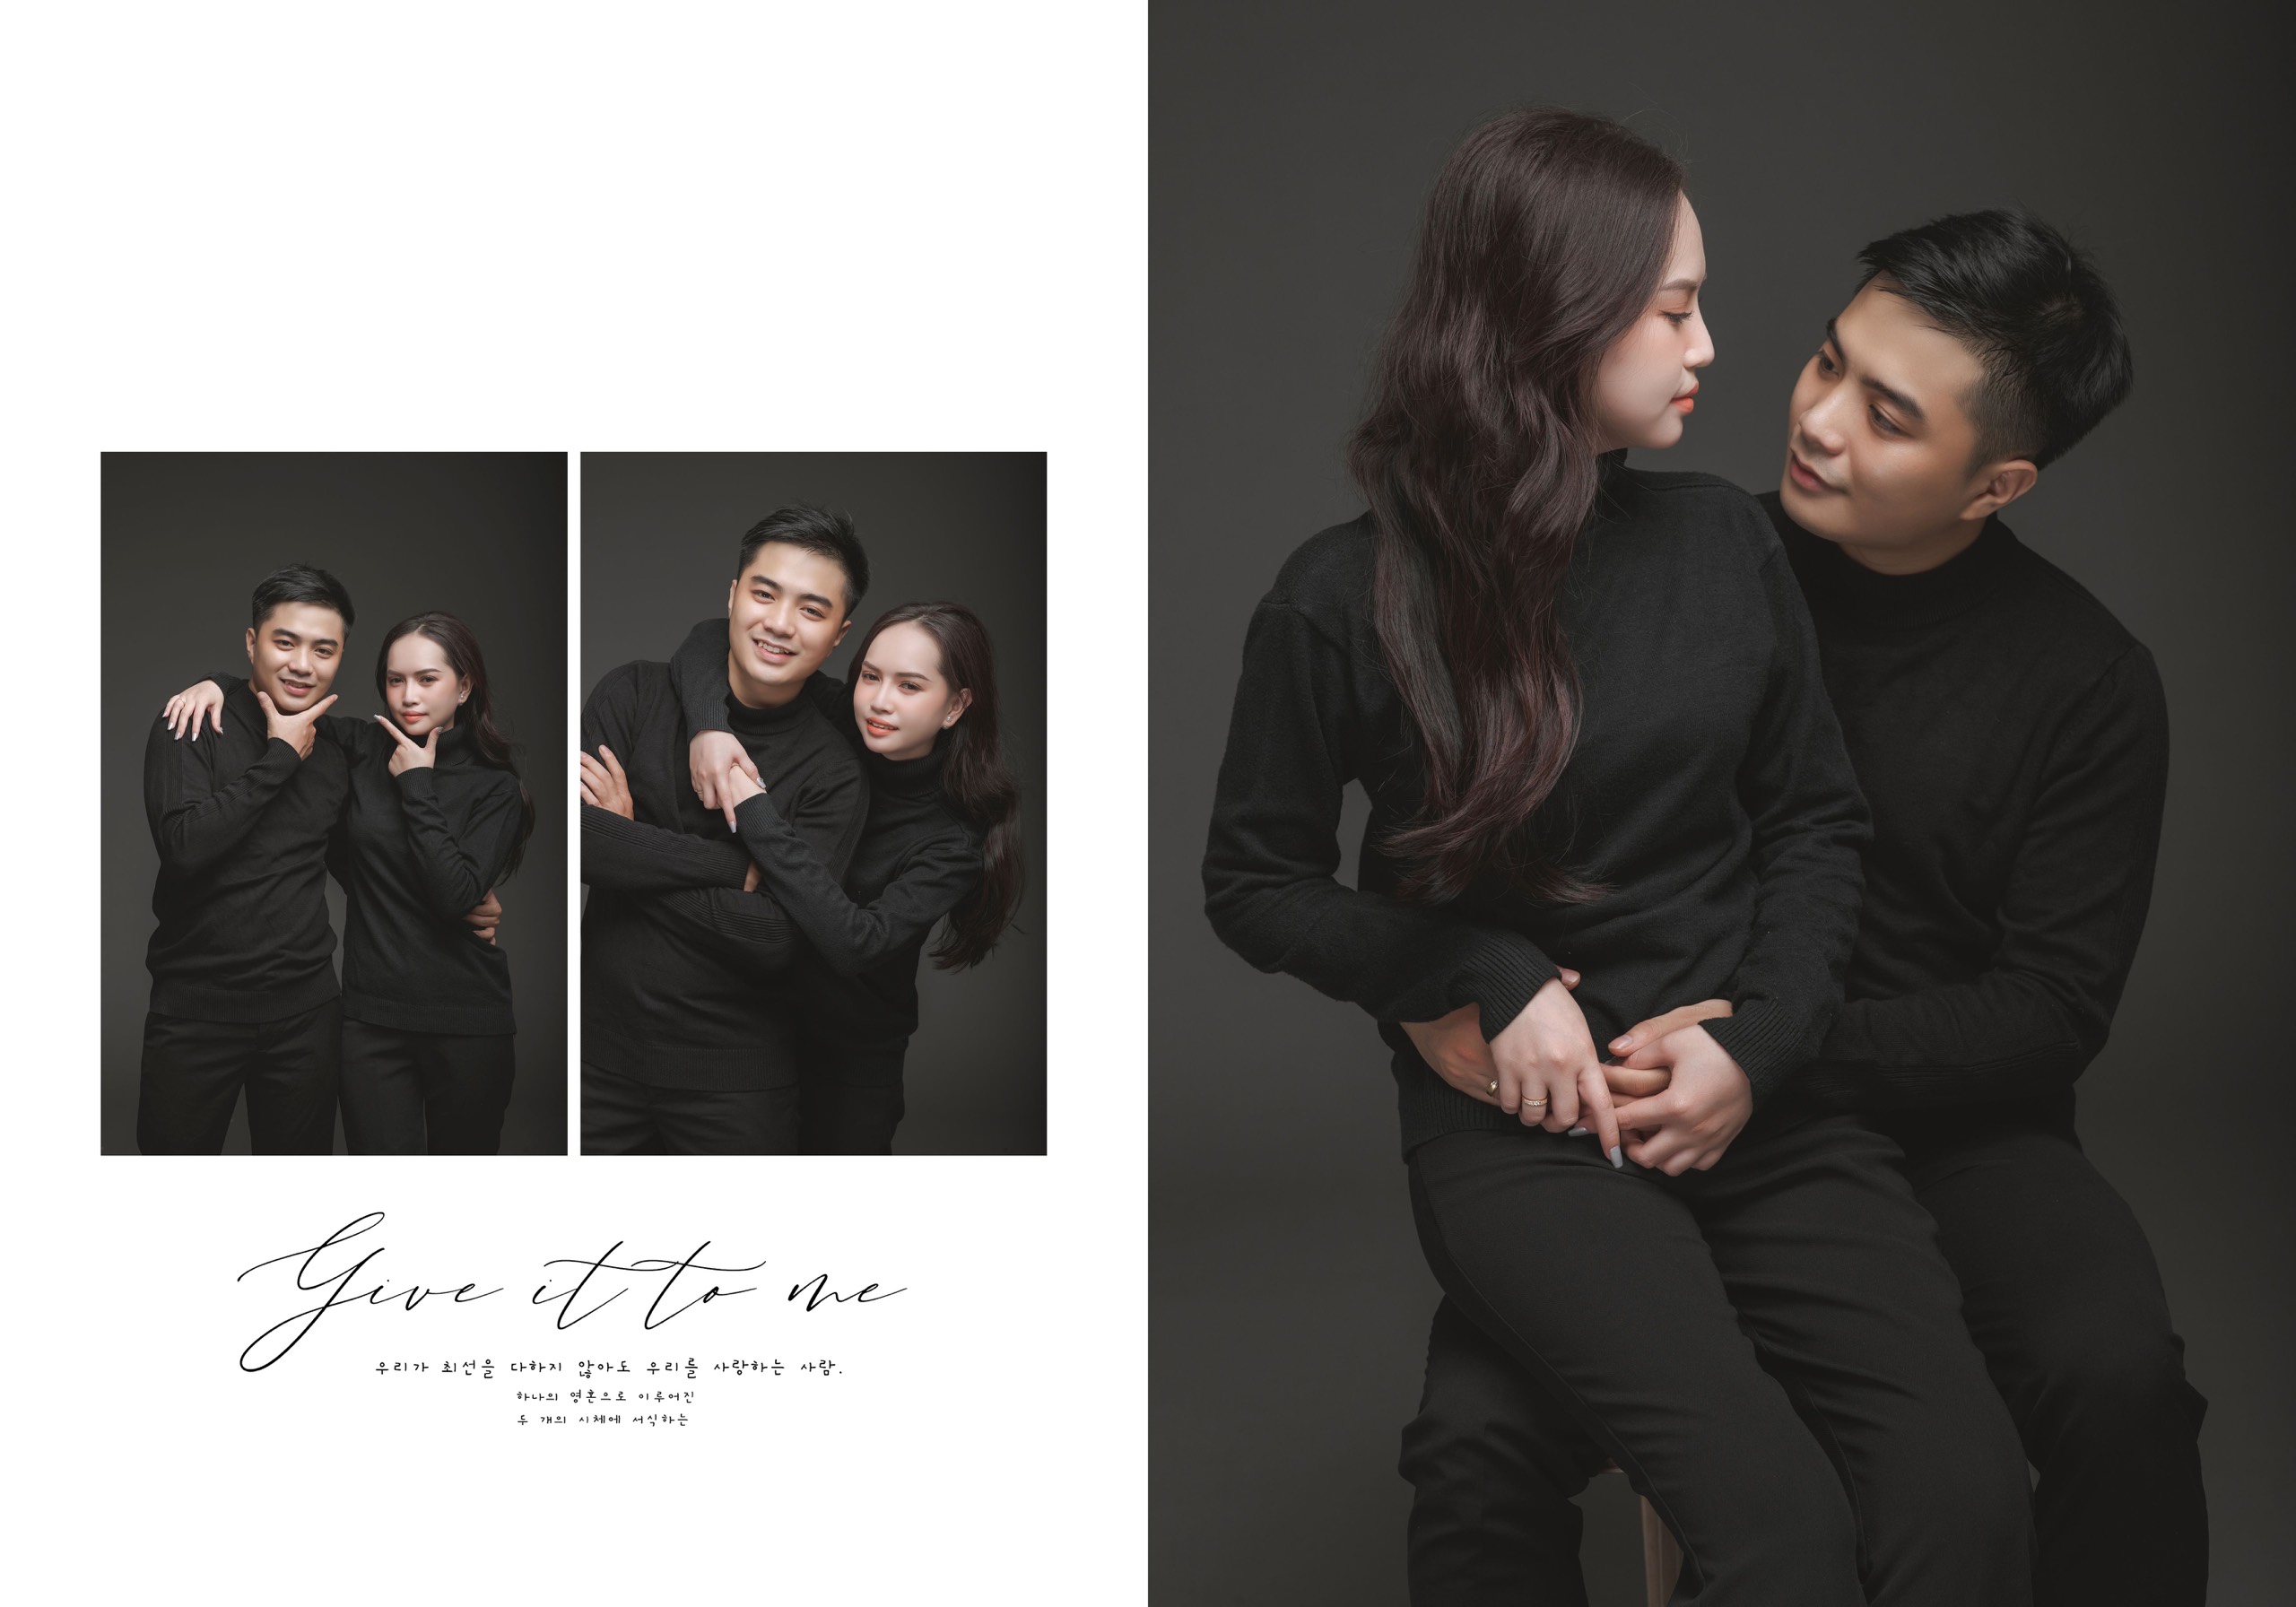 Give it to me
우리가 최선을 다하지 않아도 우리를 사랑하는 사람.
하나의 영혼으로 이루어진
두 개의 시체에 서식하는